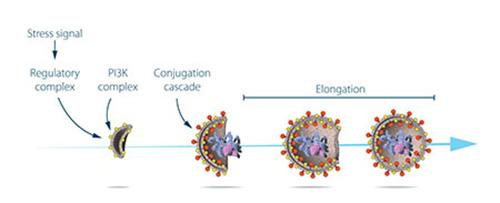 Stress signal
Regulatory
complex
PI3K
complex
Conjugation
cascade
Elongation